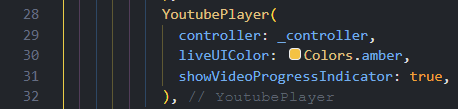 28 YoutubePlayer(
29 controller: _controller,
30 liveUIColor: Colors.amber,
31 showVideoProgressIndicator: true,
32 ), // YoutubePlayer